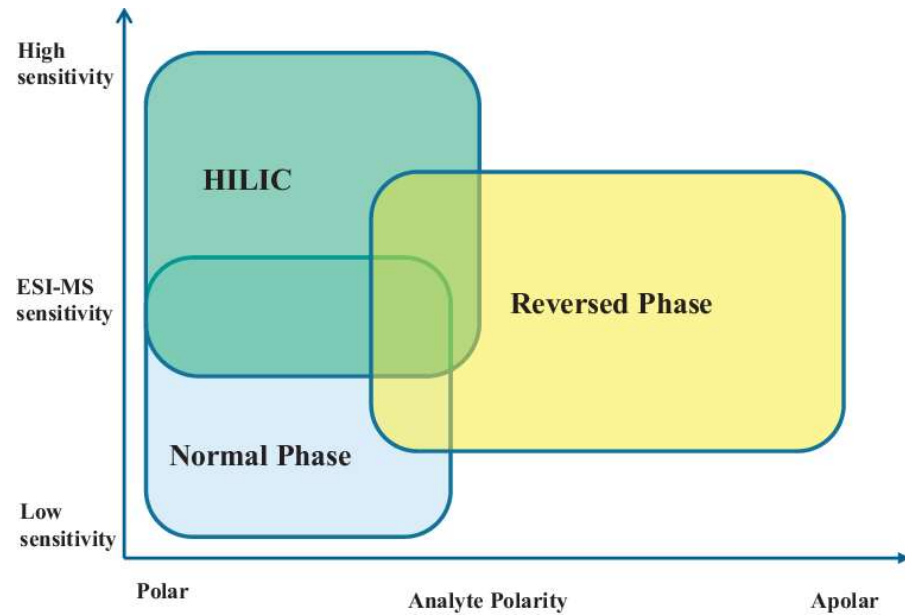 High
sensitivity
HILIC
ESI-MS
sensitivity
Reversed Phase
Normal Phase
Low
sensitivity
Polar
Analyte Polarity
Apolar